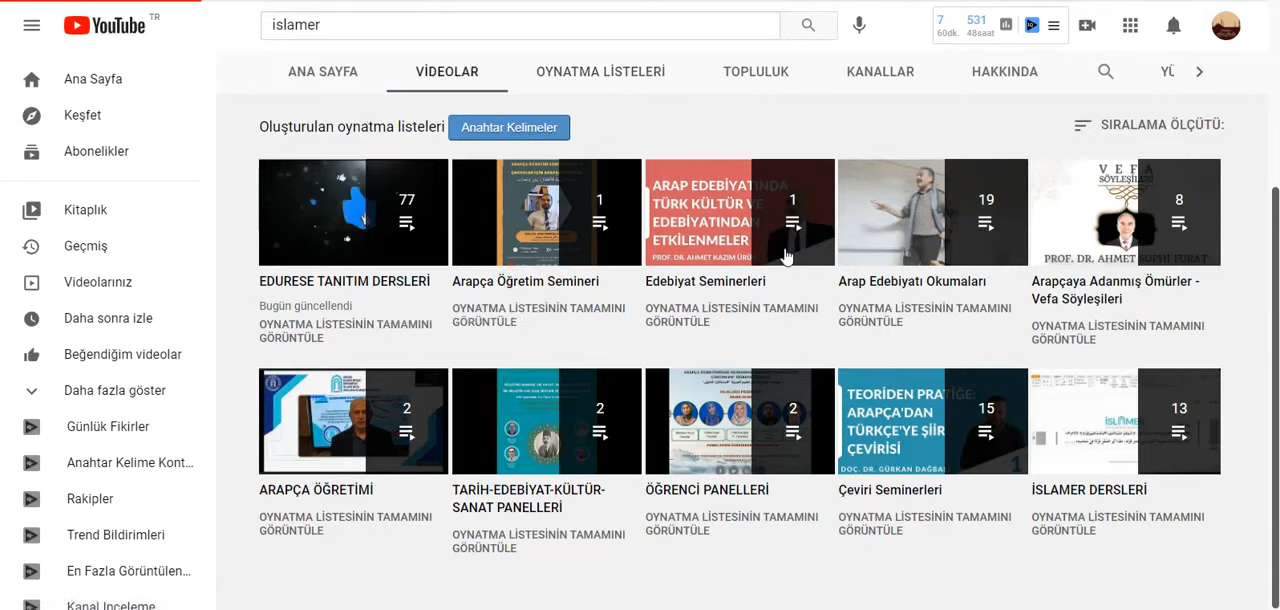 YouTube TR
islamer
7 531
60dk. 48saat
Ana Sayfa
Keşfet
Abonelikler
Kitaplık
Geçmiş
Videolarınız
Daha sonra izle
Beğendiğim videolar
Daha fazla göster
Günlük Fikirler
Anahtar Kelime Kont...
Rakipler
Trend Bildirimleri
En Fazla Görüntülen...
Kanal İnceleme
ANA SAYFA VİDEOLAR OYNATMA LİSTELERİ TOPLULUK KANALLAR HAKKINDA
Oluşturulan oynatma listeleri Anahtar Kelimeler
SIRALAMA ÖLÇÜTÜ:
77
EDURESE TANITIM DERSLERİ
Bugün güncellendi
OYNATMA LİSTESİNİN TAMAMINI
GÖRÜNTÜLE
1
Arapça Öğretim Semineri
OYNATMA LİSTESİNİN TAMAMINI
GÖRÜNTÜLE
ARAP EDEBİYATINDA
TÜRK KÜLTÜR VE
EDEBİYATINDAN
ETKİLENMELER
1
Edebiyat Seminerleri
OYNATMA LİSTESİNİN TAMAMINI
GÖRÜNTÜLE
19
Arap Edebiyatı Okumaları
OYNATMA LİSTESİNİN TAMAMINI
GÖRÜNTÜLE
VEFA
SÖYLEŞİLERİ
8
PROF. DR. AHMET SUPHİ FURAT
Arapçaya Adanmış Ömürler -
Vefa Söyleşileri
OYNATMA LİSTESİNİN TAMAMINI
GÖRÜNTÜLE
2
ARAPÇA ÖĞRETİMİ
OYNATMA LİSTESİNİN TAMAMINI
GÖRÜNTÜLE
2
TARİH-EDEBİYAT-KÜLTÜR-
SANAT PANELLERİ
OYNATMA LİSTESİNİN TAMAMINI
GÖRÜNTÜLE
2
ÖĞRENCİ PANELLERİ
OYNATMA LİSTESİNİN TAMAMINI
GÖRÜNTÜLE
TEORİDEN PRATİĞE:
ARAPÇA'DAN
TÜRKÇE'YE ŞİİR
ÇEVİRİSİ
DOÇ. DR. GÜRKAN DAĞBAŞ
1
15
Çeviri Seminerleri
OYNATMA LİSTESİNİN TAMAMINI
GÖRÜNTÜLE
İSLAMER
13
İSLAMER DERSLERİ
OYNATMA LİSTESİNİN TAMAMINI
GÖRÜNTÜLE